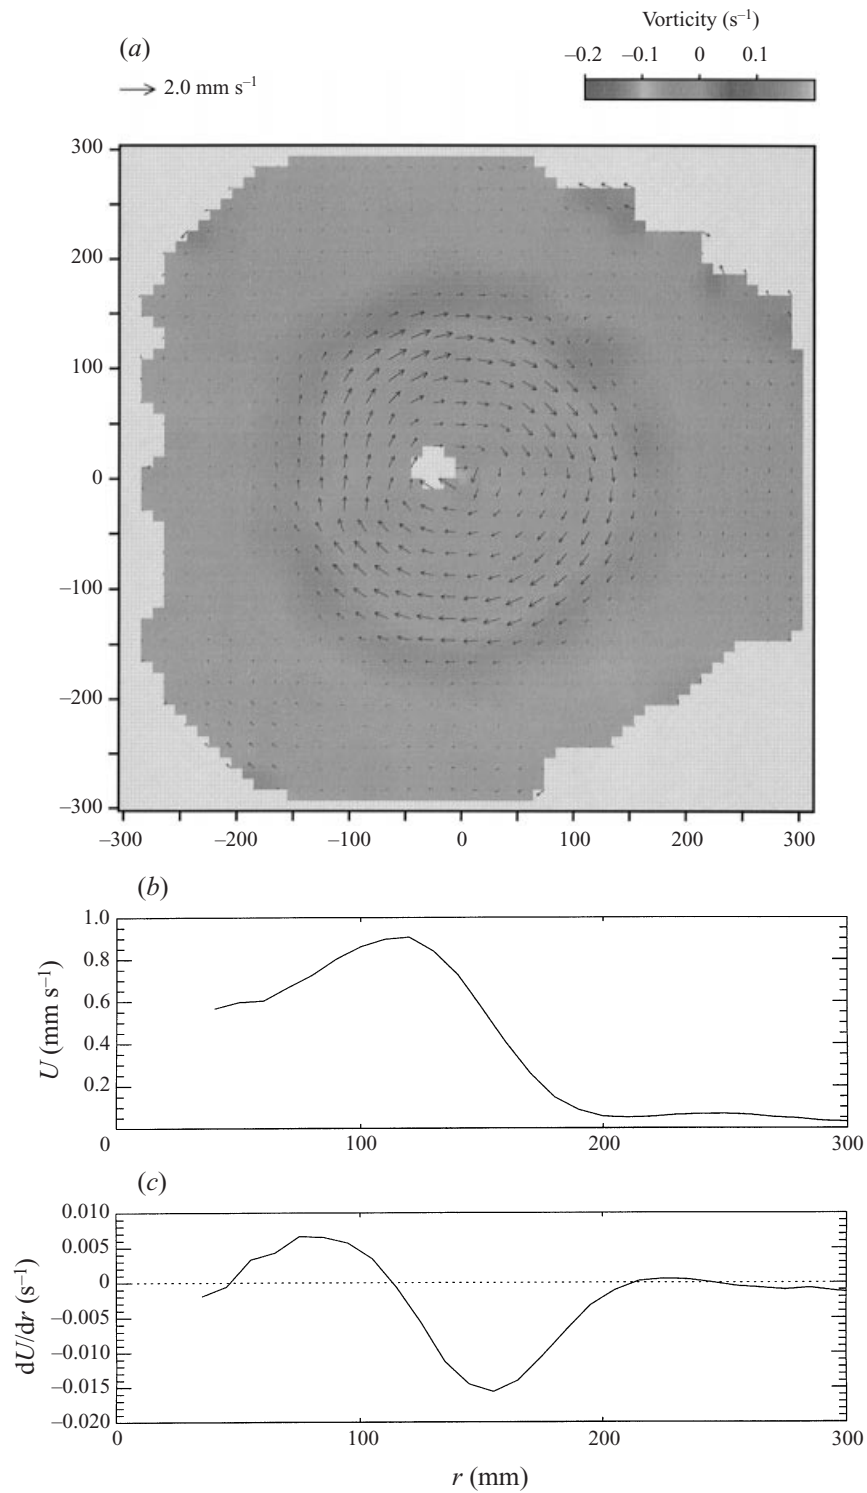 Vorticity (s–1)
(a)
–0.2 –0.1 0 0.1
2.0 mm s–1
300
200
100
0
–100
–200
–300
–300 –200 –100 0 100 200 300
(b)
1.0
0.8
0.6
0.4
0.2
U (mm s–1)
0 100 200 300
(c)
0.010
0.005
0
–0.005
–0.010
–0.015
–0.020
dU/dr (s–1)
0 100 200 300
r (mm)